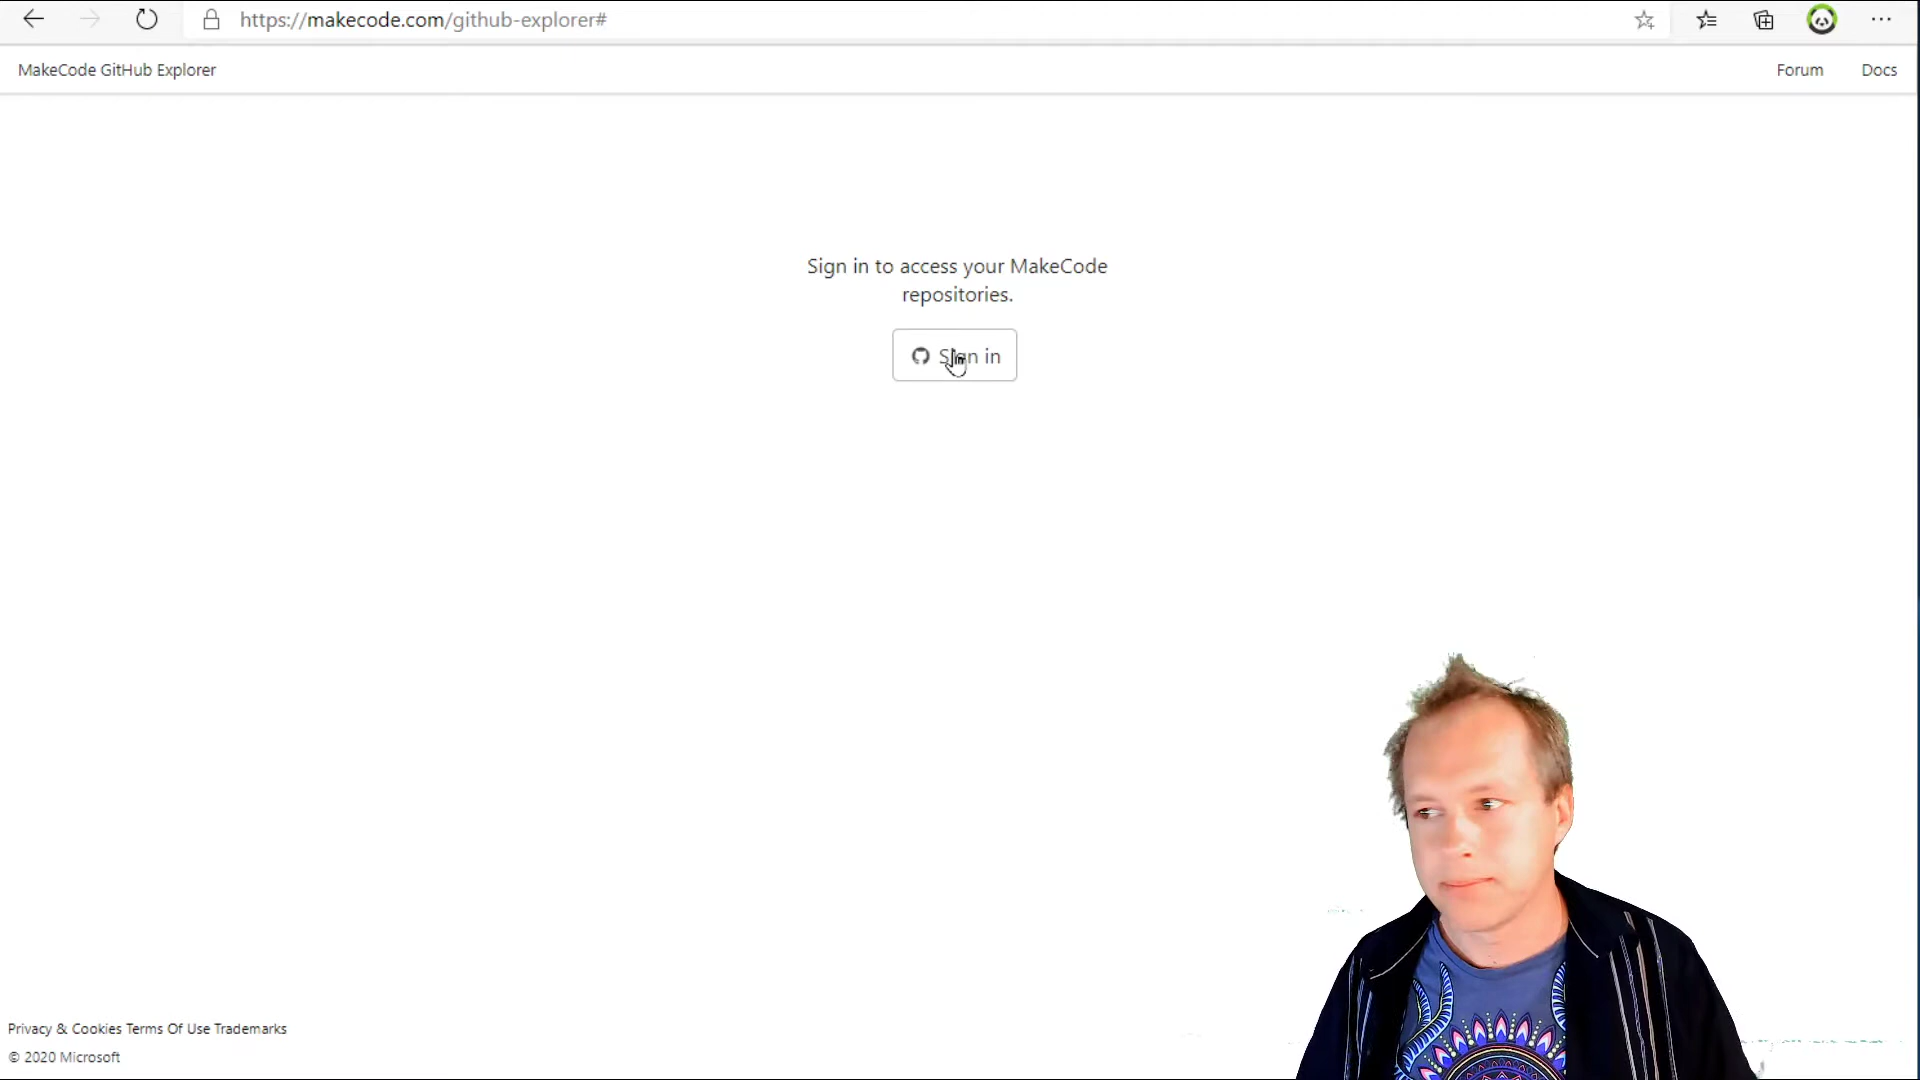 https://makecode.com/github-explorer#
MakeCode GitHub Explorer
Forum
Docs
Sign in to access your MakeCode
repositories.
Sign in
Privacy & Cookies Terms Of Use Trademarks
© 2020 Microsoft